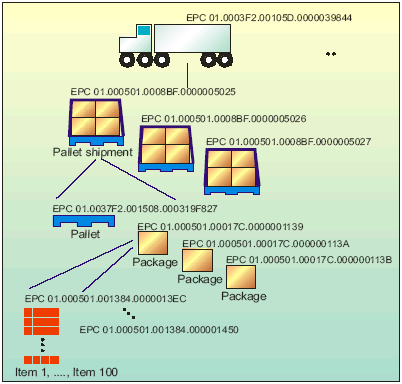 EPC 01.0003F2.00105D.0000039844
EPC 01.000501.0008BF.0000005025
EPC 01.000501.0008BF.0000005026
EPC 01.000501.0008BF.0000005027
Pallet shipment
EPC 01.0037F2.001508.000319F827
EPC 01.000501.00017C.0000001139
Pallet
EPC 01.000501.00017C.000000113A
Package
EPC 01.000501.00017C.000000113B
Package
Package
EPC 01.000501.001384.0000013EC
EPC 01.000501.001384.000001450
Item 1, ...., Item 100